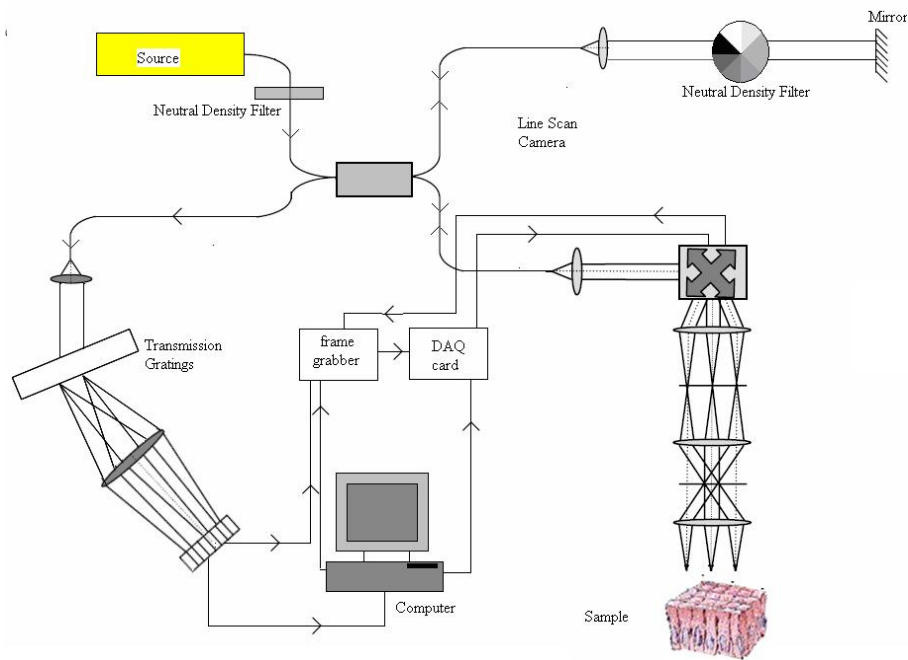 Source
Mirror
Neutral Density Filter
Neutral Density Filter
Line Scan
Camera
Transmission
Gratings
frame
grabber
DAQ
card
Computer
Sample